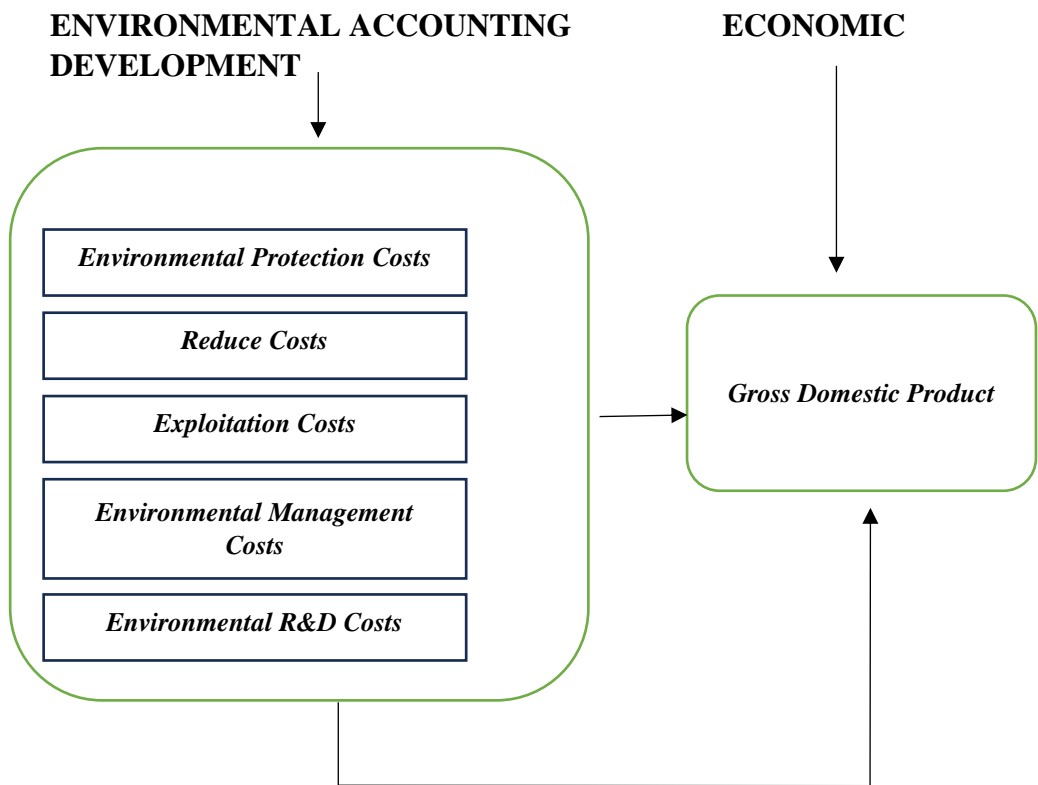 ENVIRONMENTAL ACCOUNTING ECONOMIC
DEVELOPMENT
Environmental Protection Costs
Reduce Costs
Exploitation Costs
Environmental Management
Costs
Environmental R&D Costs
Gross Domestic Product